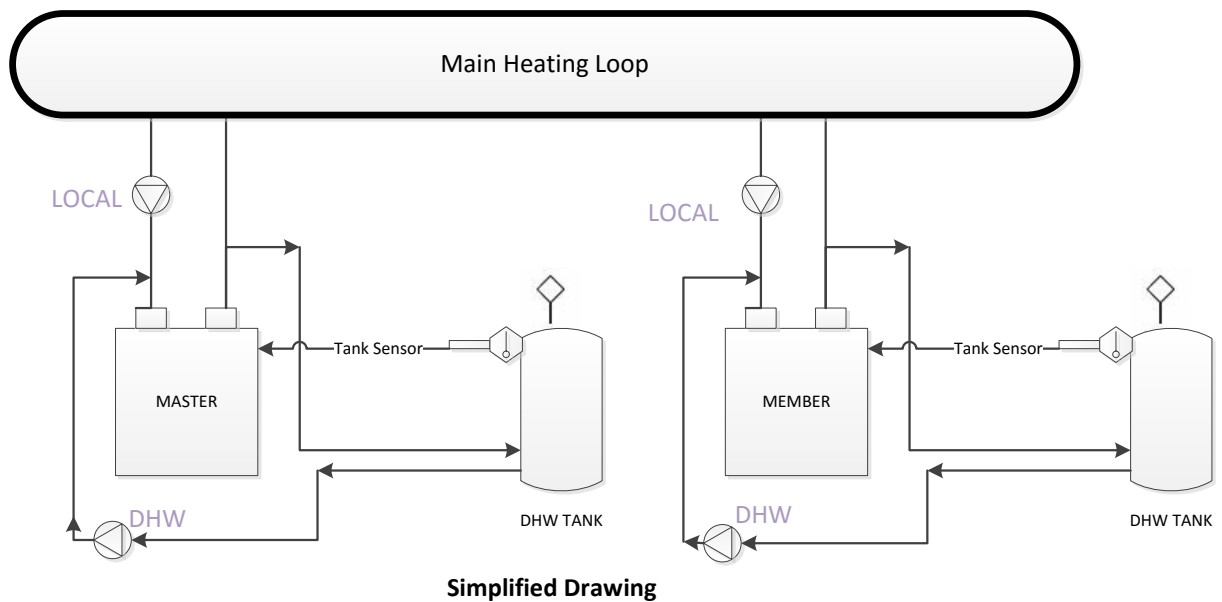 Main Heating Loop
LOCAL
LOCAL
Tank Sensor
Tank Sensor
MASTER
MEMBER
DHW
DHW TANK
DHW
DHW TANK
Simplified Drawing